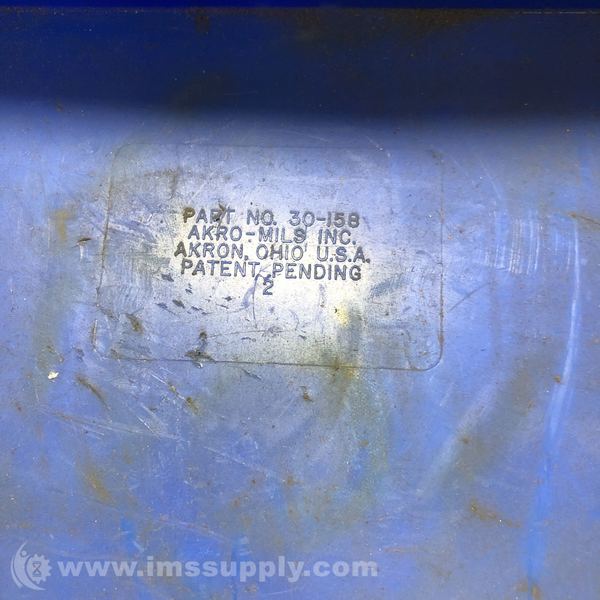 PART NO. 30-158
AKRO-MILS INC.
AKRON, OHIO U.S.A.
PATENT PENDING
2
www.imssupply.com